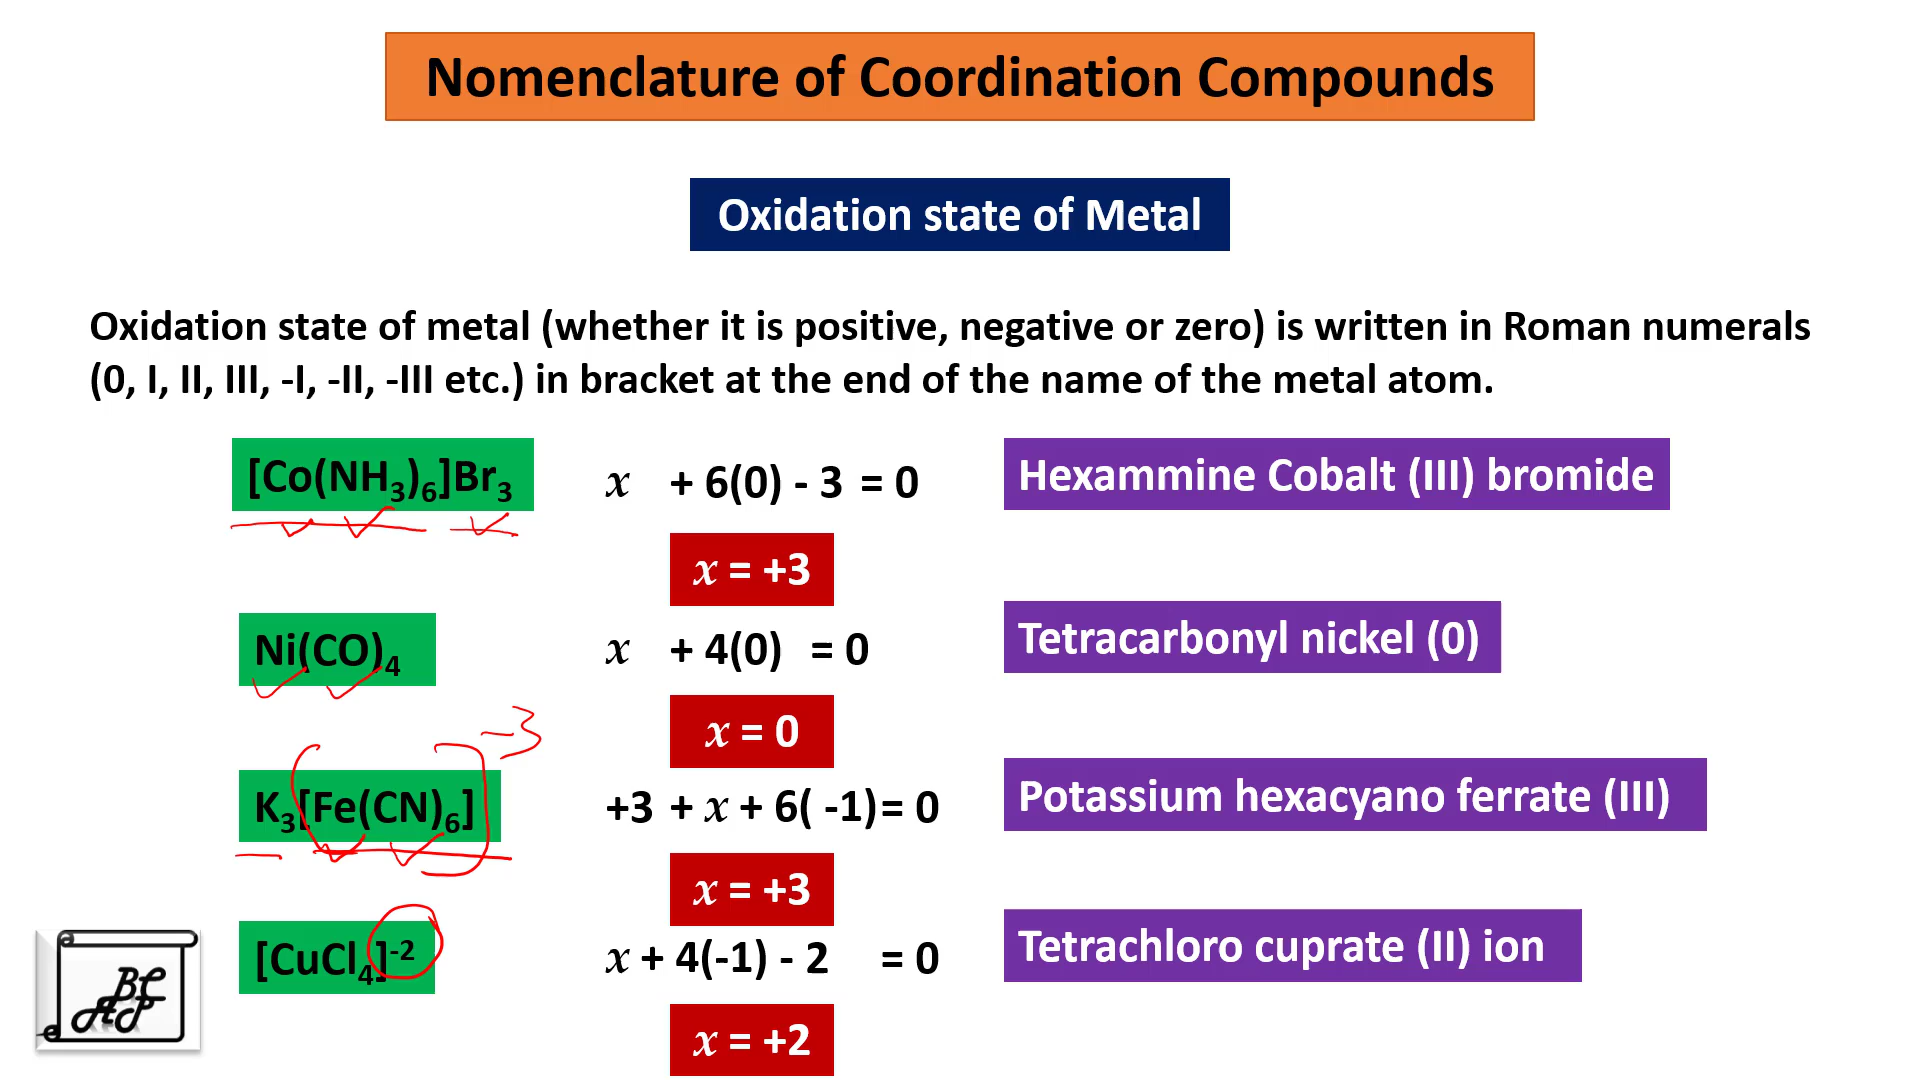 Nomenclature of Coordination Compounds
Oxidation state of Metal
Oxidation state of metal (whether it is positive, negative or zero) is written in Roman numerals
(0, I, II, III, -I, -II, -III etc.) in bracket at the end of the name of the metal atom.
[Co(NH₃)₆]Br₃ x + 6(0) - 3 = 0 Hexammine Cobalt (III) bromide
x = +3
Ni(CO)₄ x + 4(0) = 0 Tetracarbonyl nickel (0)
x = 0
-3
K₃[Fe(CN)₆] +3 + x + 6( -1)= 0 Potassium hexacyano ferrate (III)
x = +3
[CuCl₄]⁻² x + 4(-1) - 2 = 0 Tetrachloro cuprate (II) ion
x = +2
BC
AP